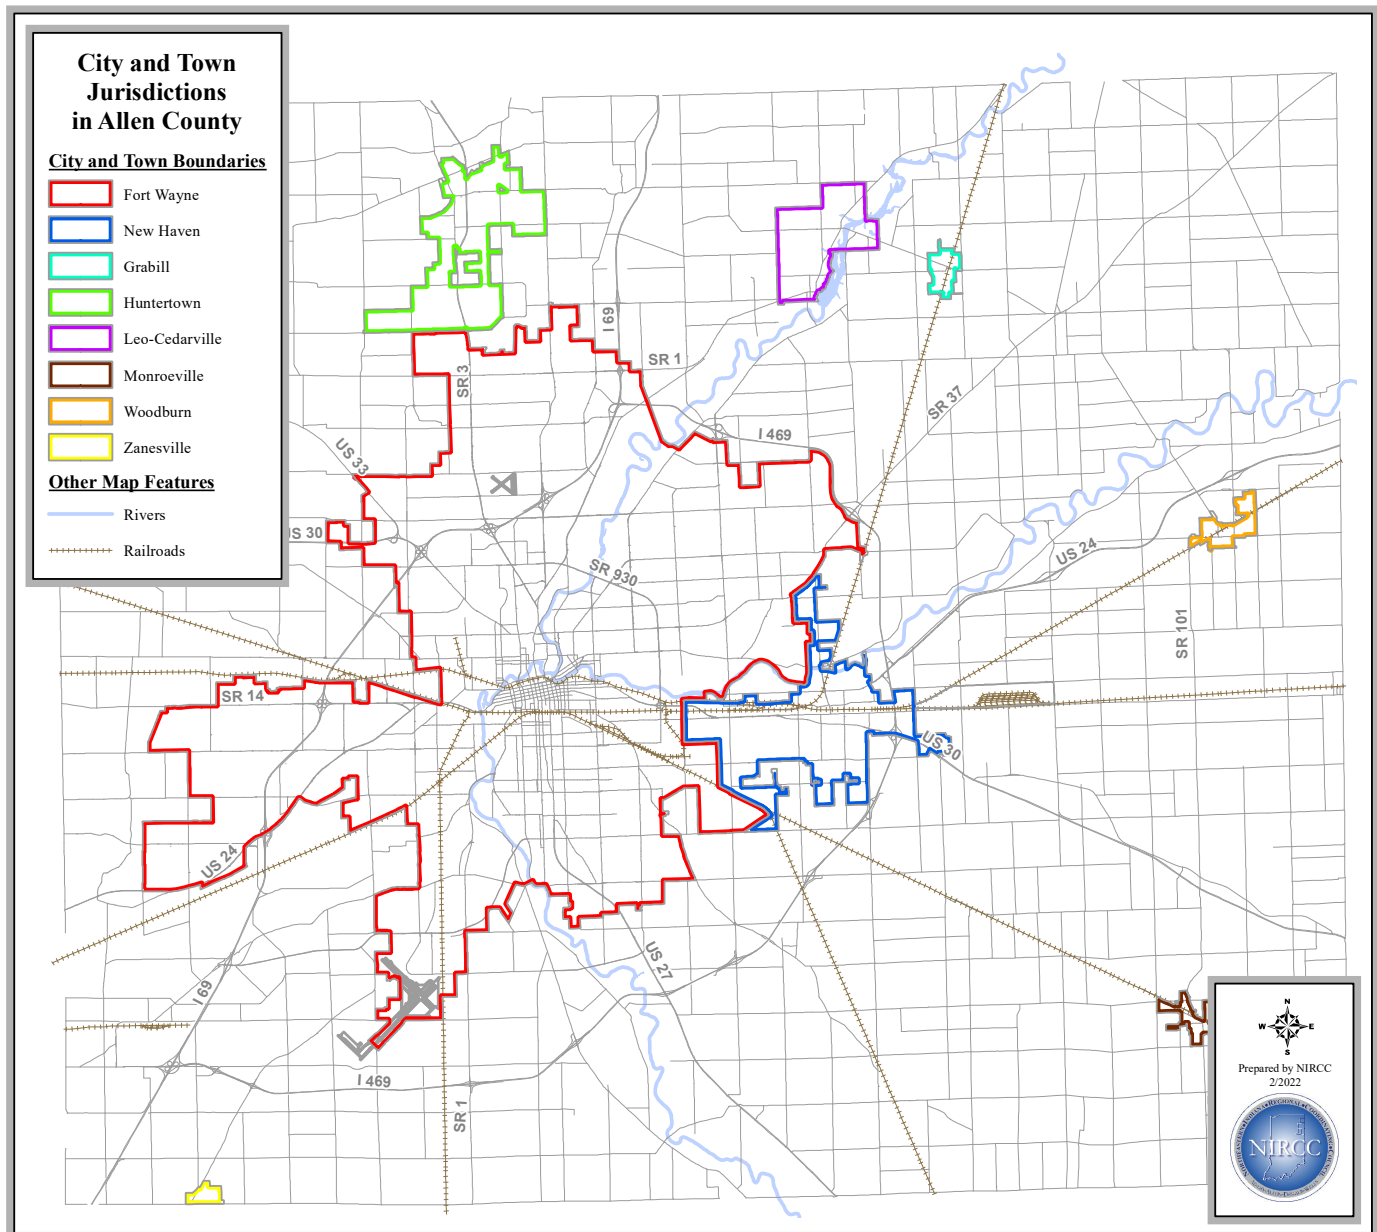 City and Town
Jurisdictions
in Allen County
City and Town Boundaries
Fort Wayne
New Haven
Grabill
Huntertown
Leo-Cedarville
Monroeville
Woodburn
Zanesville
Other Map Features
Rivers
Railroads
I 69
SR 1
SR 3
SR 37
I 469
US 33
US 30
SR 930
US 24
SR 101
SR 14
US 30
US 24
US 27
I 69
I 469
SR 1
N
W E
S
Prepared by NIRCC
2/2022
NIRCC